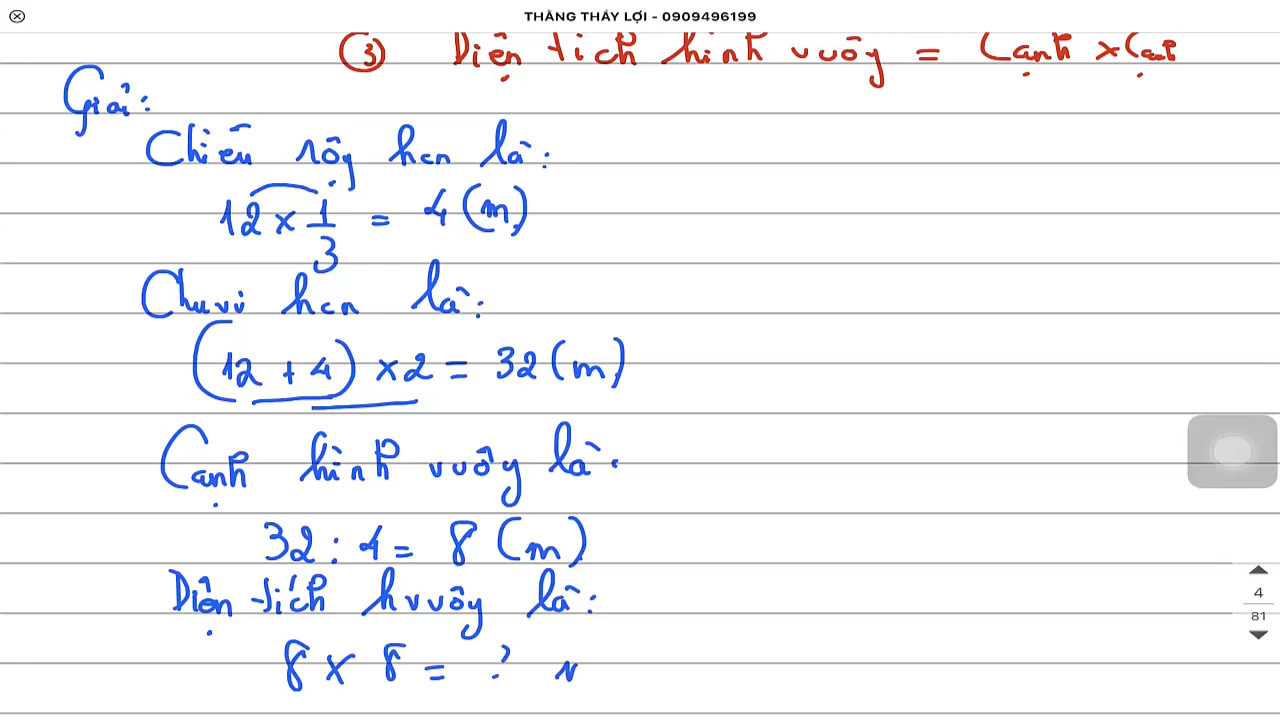 THẦNG THẦY LỢI - 0909496199
③ Diện tích hình vuông = Cạnh x Cạnh
Giải:
Chiều rộng hcn là:
12 x 1/3 = 4 (m)
Chu vi hcn là:
(12 + 4) x 2 = 32 (m)
Cạnh hình vuông là:
32 : 4 = 8 (m)
Diện tích hvuông là:
8 x 8 = ?
4
81